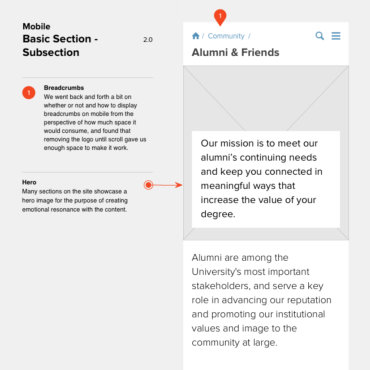 Mobile
Basic Section -
Subsection
2.0
1
Breadcrumbs
We went back and forth a bit on
whether or not and how to display
breadcrumbs on mobile from the
perspective of how much space it
would consume, and found that
removing the logo until scroll gave us
enough space to make it work.
Hero
Many sections on the site showcase a
hero image for the purpose of creating
emotional resonance with the content.
1
/ Community /
Alumni & Friends
Our mission is to meet our
alumni's continuing needs
and keep you connected in
meaningful ways that
increase the value of your
degree.
Alumni are among the
University's most important
stakeholders, and serve a key
role in advancing our reputation
and promoting our institutional
values and image to the
community at large.